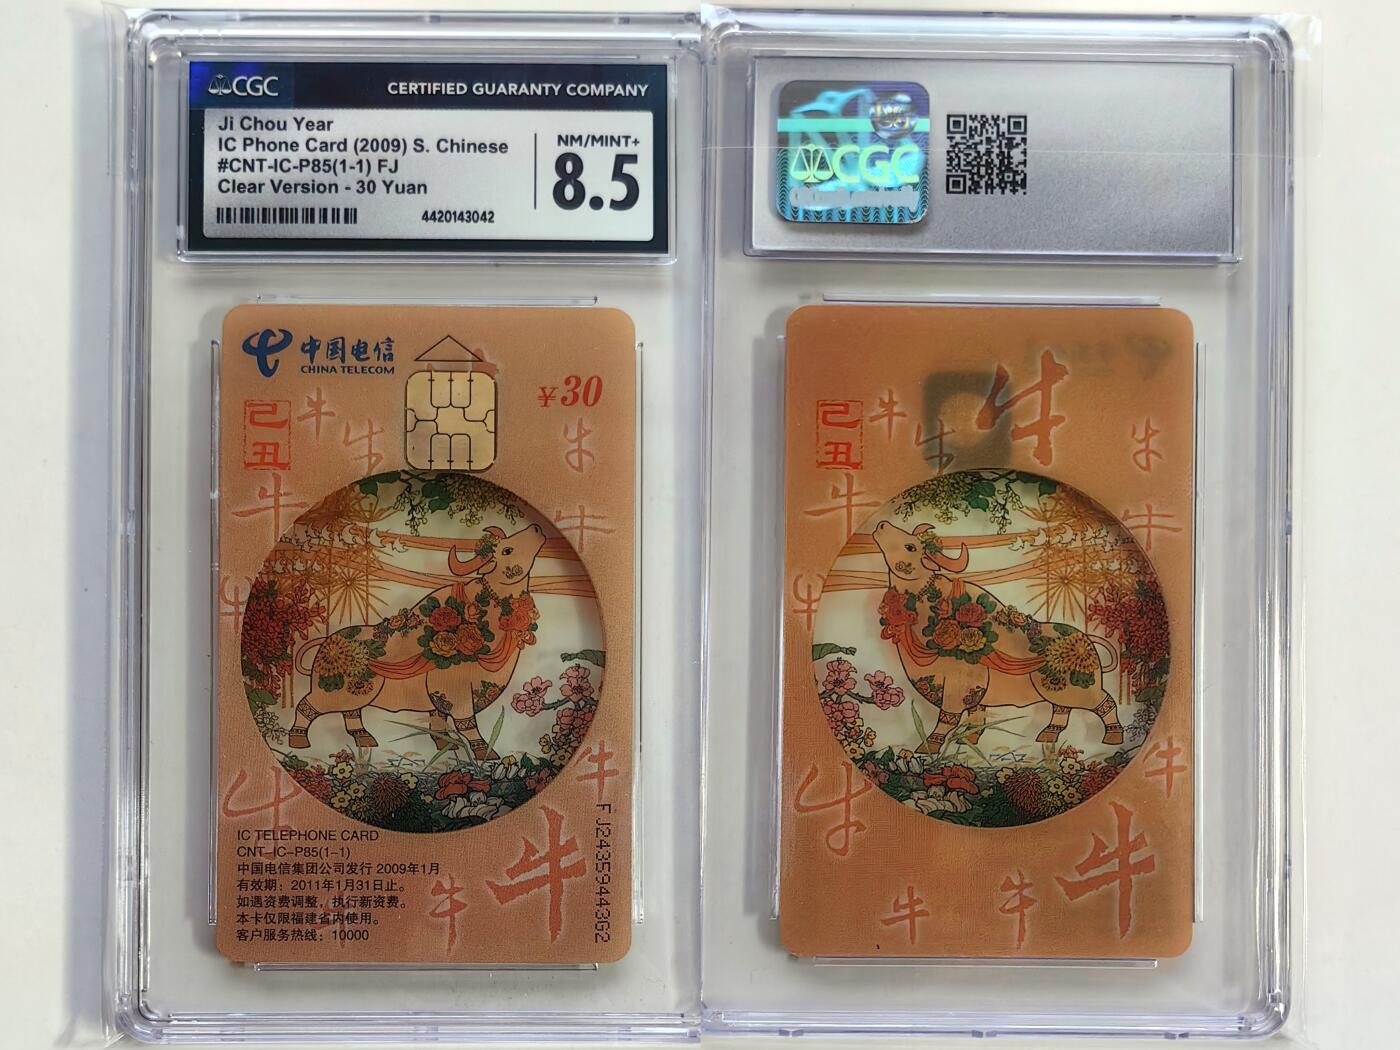 CGC
CERTIFIED GUARANTY COMPANY
Ji Chou Year
IC Phone Card (2009) S. Chinese
#CNT-IC-P85(1-1) FJ
Clear Version - 30 Yuan
4420143042
NM/MINT+
8.5
CGC
中国电信
CHINA TELECOM
¥30
己丑
牛
牛
牛
牛
牛
牛
牛
牛
牛
牛
IC TELEPHONE CARD
CNT-IC-P85(1-1)
中国电信集团公司发行 2009年1月
有效期：2011年1月31日止。
如遇资费调整，执行新资费。
本卡仅限福建省内使用。
客户服务热线：10000
FJ24359443G2
己丑
牛
牛
牛
牛
牛
牛
牛
牛
牛
牛
牛
牛